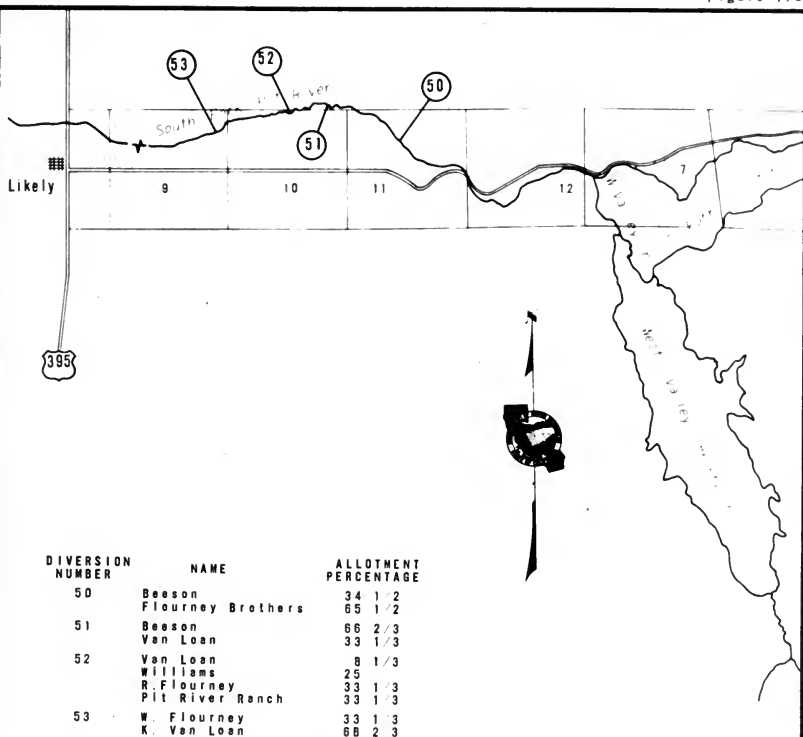 53
52
50
51
South
River
Likely
9
10
11
12
7
395
West Valley
DIVERSION NUMBER NAME ALLOTMENT PERCENTAGE
50 Beeson 34 1/2
Flourney Brothers 65 1/2
51 Beeson 66 2/3
Van Loan 33 1/3
52 Van Loan 8 1/3
Williams 25
R.Flourney 33 1/3
Pit River Ranch 33 1/3
53 W. Flourney 33 1/3
K. Van Loan 66 2/3